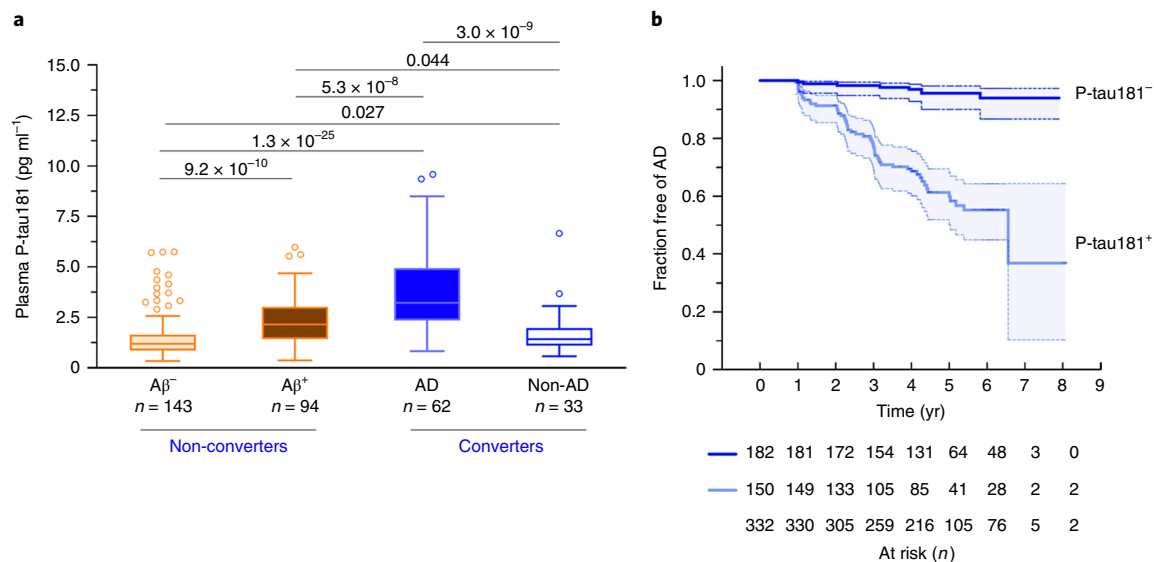 a
Plasma P-tau181 (pg ml⁻¹)
15.0
12.5
10.0
7.5
5.0
2.5
0
3.0 × 10⁻⁹
0.044
5.3 × 10⁻⁸
0.027
1.3 × 10⁻²⁵
9.2 × 10⁻¹⁰
Aβ⁻ Aβ⁺ AD Non-AD
n = 143 n = 94 n = 62 n = 33
Non-converters Converters
b
Fraction free of AD
1.0
0.8
0.6
0.4
0.2
0
P-tau181⁻
P-tau181⁺
0 1 2 3 4 5 6 7 8 9
Time (yr)
182 181 172 154 131 64 48 3 0
150 149 133 105 85 41 28 2 2
332 330 305 259 216 105 76 5 2
At risk (n)